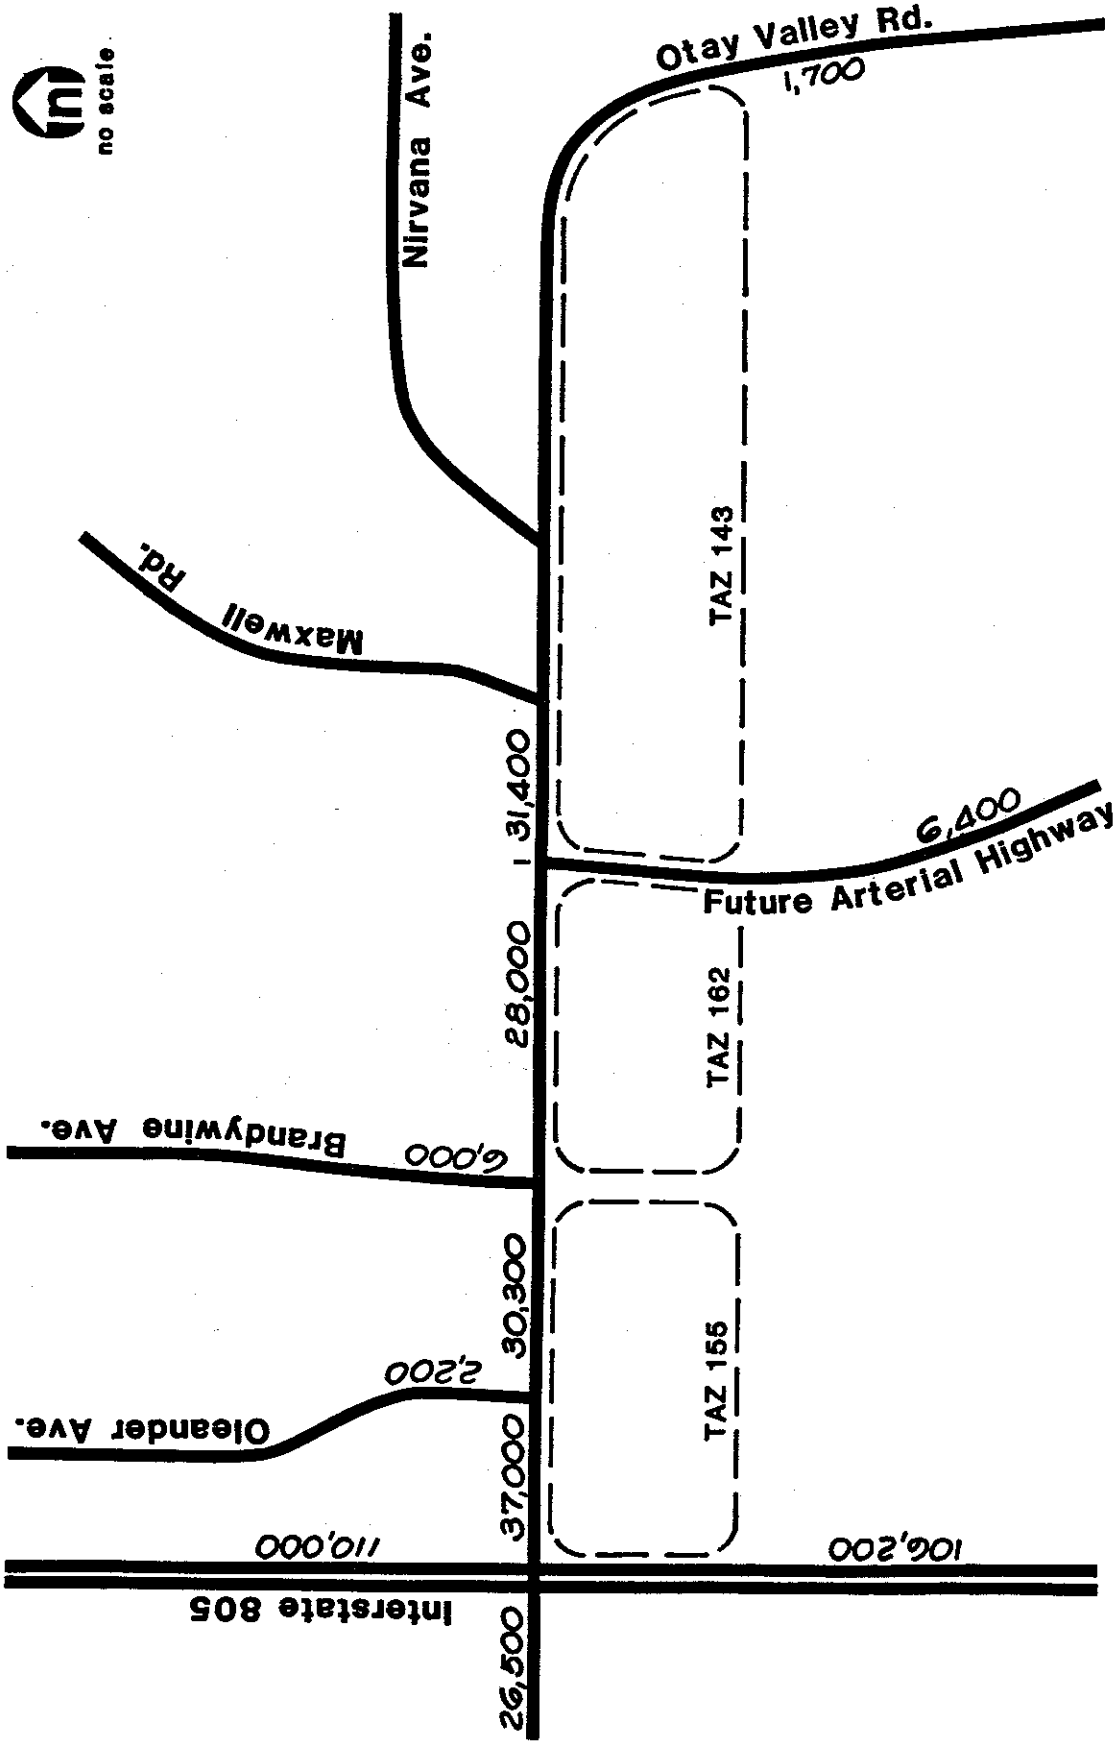 n
no scale
Otay Valley Rd.
1,700
Nirvana Ave.
Maxwell Rd.
31,400
TAZ 143
6,400
Future Arterial Highway
28,000
TAZ 162
Brandywine Ave.
6,000
30,300
TAZ 155
Oleander Ave.
2,200
37,000
110,000
106,200
Interstate 805
26,500